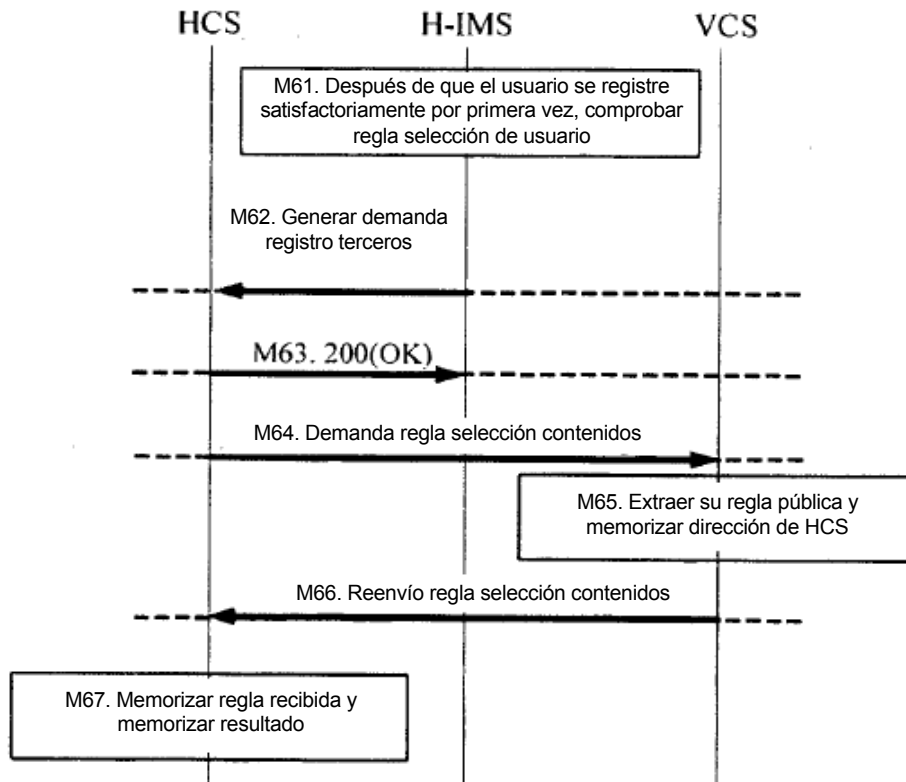 HCS H-IMS VCS
M61. Después de que el usuario se registre
satisfactoriamente por primera vez, comprobar
regla selección de usuario
M62. Generar demanda
registro terceros
M63. 200(OK)
M64. Demanda regla selección contenidos
M65. Extraer su regla pública y
memorizar dirección de HCS
M66. Reenvío regla selección contenidos
M67. Memorizar regla recibida y
memorizar resultado